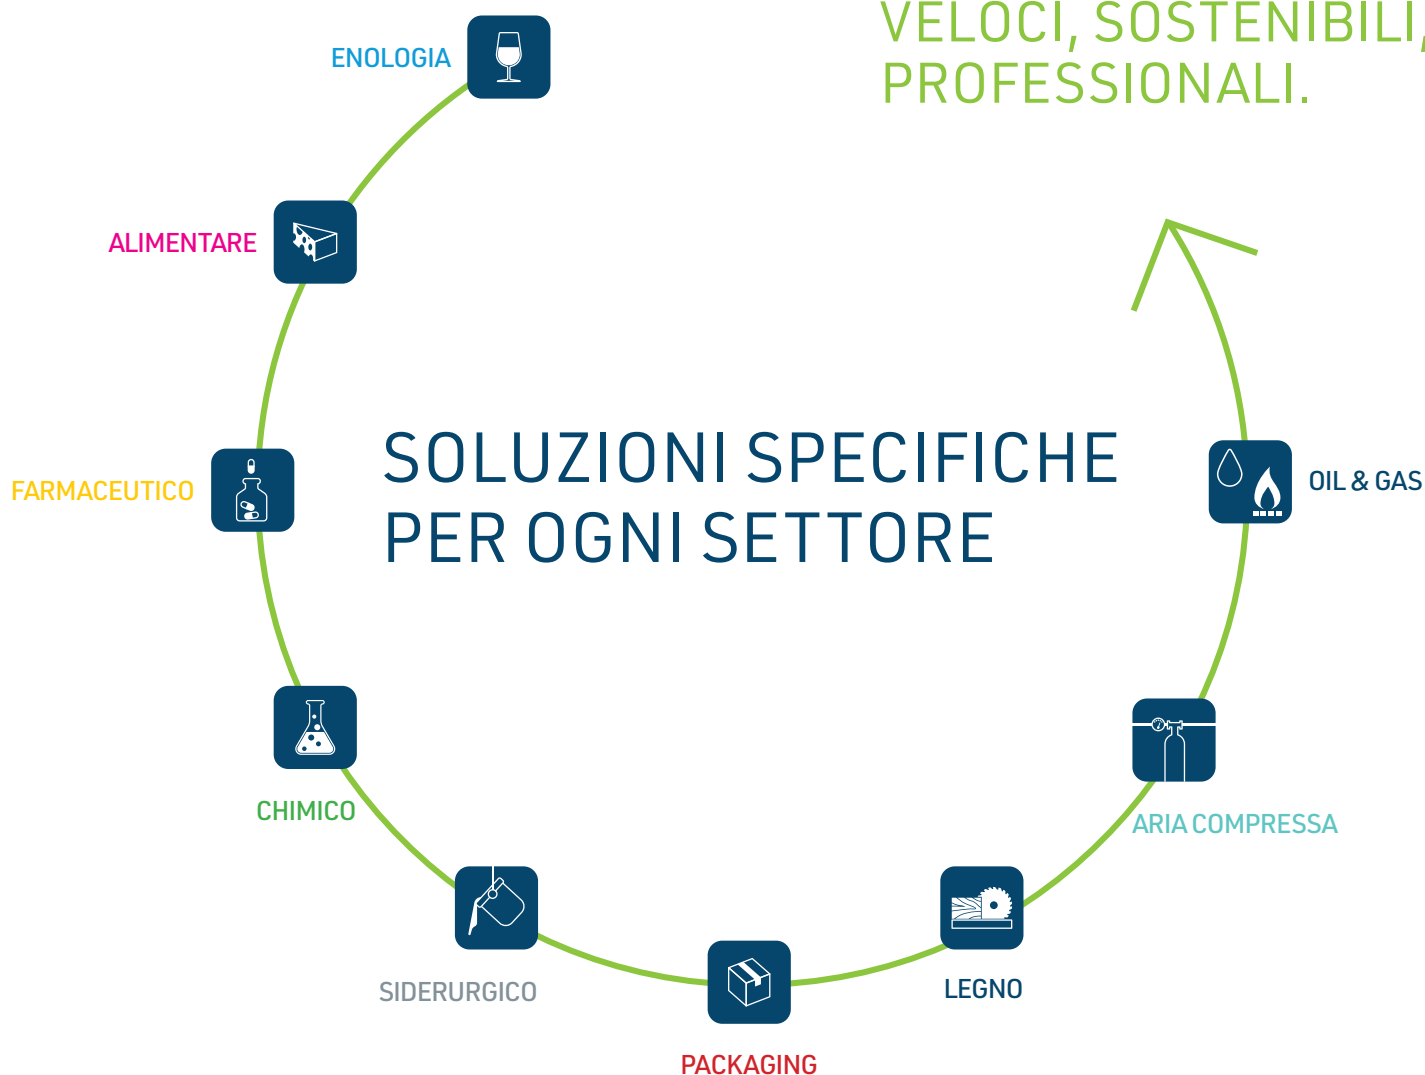 VELOCI, SOSTENIBILI,
PROFESSIONALI.
ENOLOGIA
ALIMENTARE
FARMACEUTICO
SOLUZIONI SPECIFICHE
PER OGNI SETTORE
OIL & GAS
CHIMICO
ARIA COMPRESSA
SIDERURGICO
LEGNO
PACKAGING